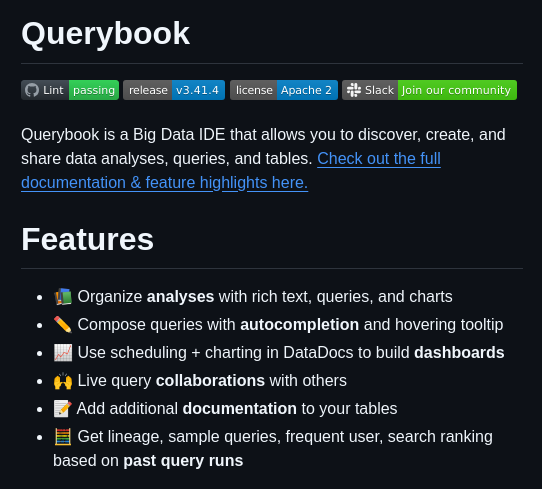 Querybook
Lint passing release v3.41.4 license Apache 2 Slack Join our community
Querybook is a Big Data IDE that allows you to discover, create, and
share data analyses, queries, and tables. Check out the full
documentation & feature highlights here.
Features
• 📚 Organize analyses with rich text, queries, and charts
• ✏️ Compose queries with autocompletion and hovering tooltip
• 📈 Use scheduling + charting in DataDocs to build dashboards
• 🙌 Live query collaborations with others
• 📝 Add additional documentation to your tables
• 🧮 Get lineage, sample queries, frequent user, search ranking
based on past query runs